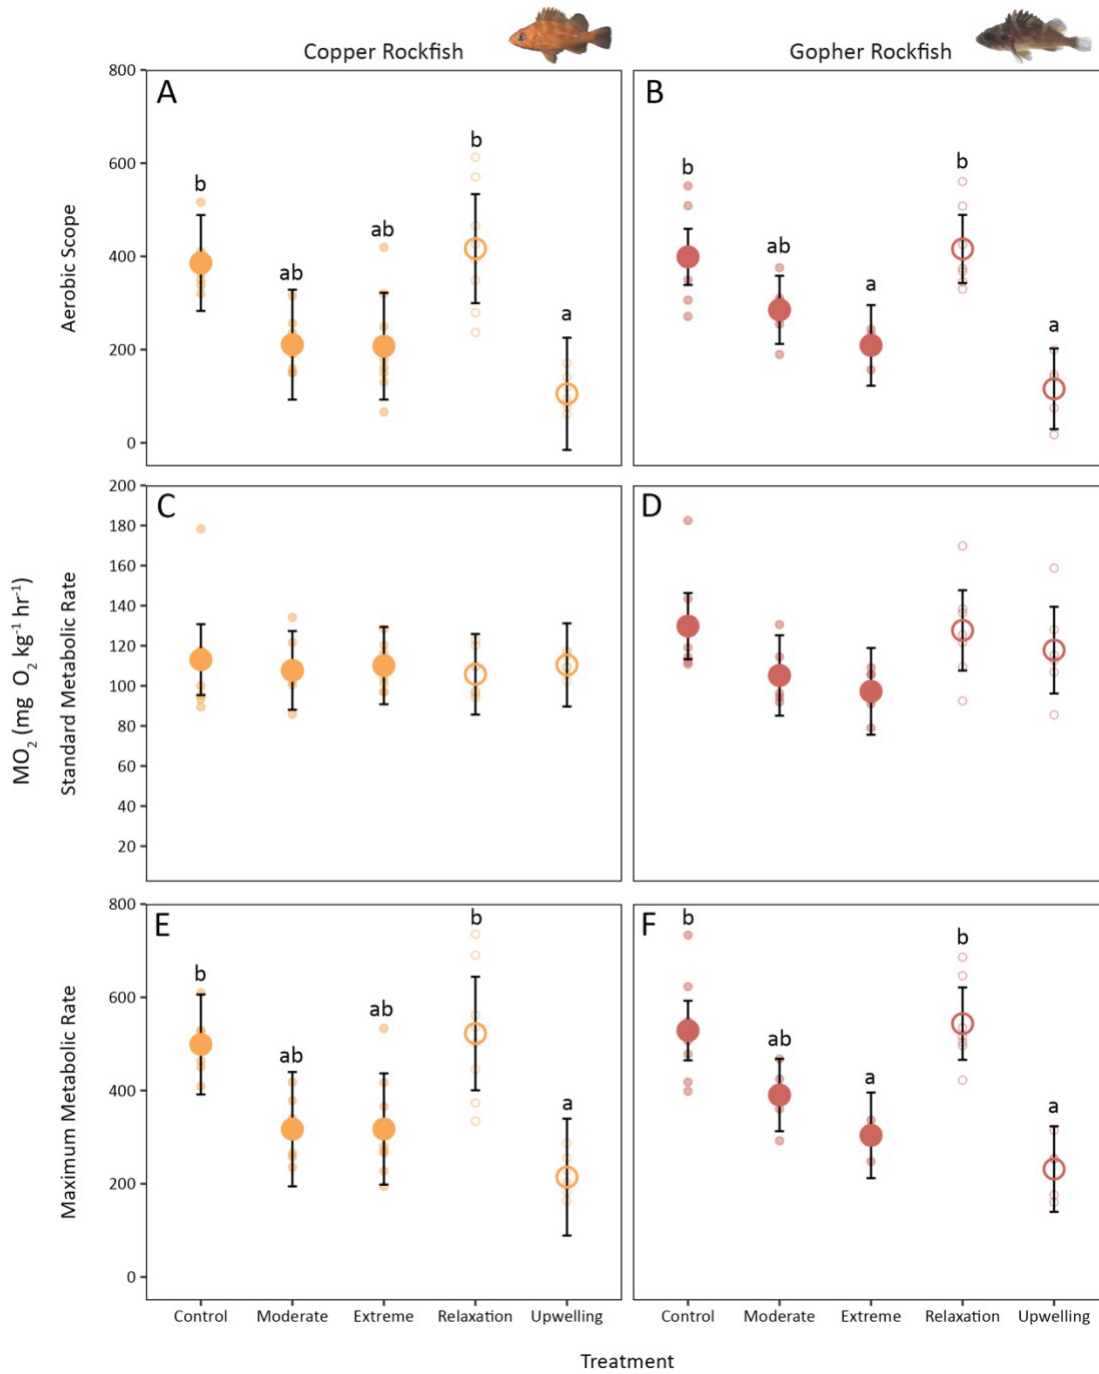 Copper Rockfish
Gopher Rockfish
MO2 (mg O2 kg-1 hr-1)
Aerobic Scope
800
600
400
200
0
A
b
ab
ab
b
a
B
b
ab
a
b
a
Standard Metabolic Rate
200
180
160
140
120
100
80
60
40
20
C
D
Maximum Metabolic Rate
800
600
400
200
0
E
b
ab
ab
b
a
F
b
ab
a
b
a
Control Moderate Extreme Relaxation Upwelling
Control Moderate Extreme Relaxation Upwelling
Treatment